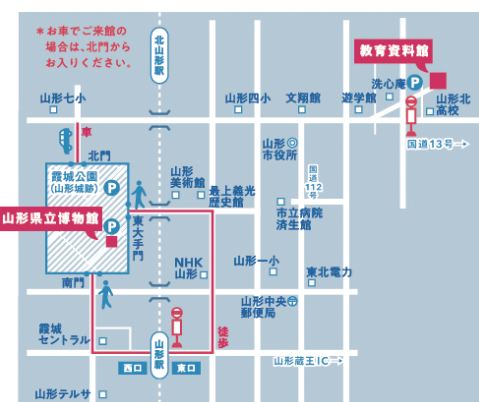 *お車でご来館の
場合は、北門から
お入りください。
北山形駅
教育資料館
洗心庵
P
山形北
高校
山形七小
山形四小
文翔館
遊学館
車
北門
山形
市役所
国道13号→
国道112号
霞城公園
(山形城跡)
P
山形
美術館
最上義光
歴史館
市立病院
済生館
山形県立博物館
P
東大手門
NHK
山形
山形一小
東北電力
南門
山形中央
郵便局
霞城
セントラル
徒歩
山形駅
西口
東口
山形蔵王IC→
山形テルサ